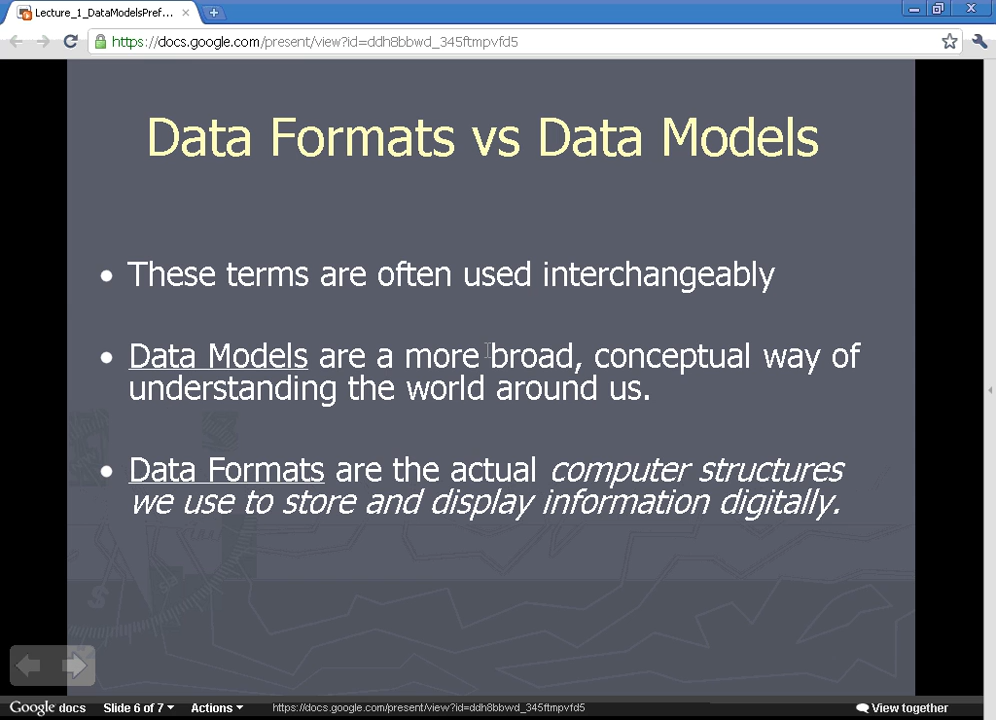 Lecture_1_DataModelsPref...
https://docs.google.com/present/view?id=ddh8bbwd_345ftmpvfd5
Data Formats vs Data Models
• These terms are often used interchangeably
• Data Models are a more broad, conceptual way of
understanding the world around us.
• Data Formats are the actual computer structures
we use to store and display information digitally.
Google docs Slide 6 of 7 Actions https://docs.google.com/present/view?id=ddh8bbwd_345ftmpvfd5 View together